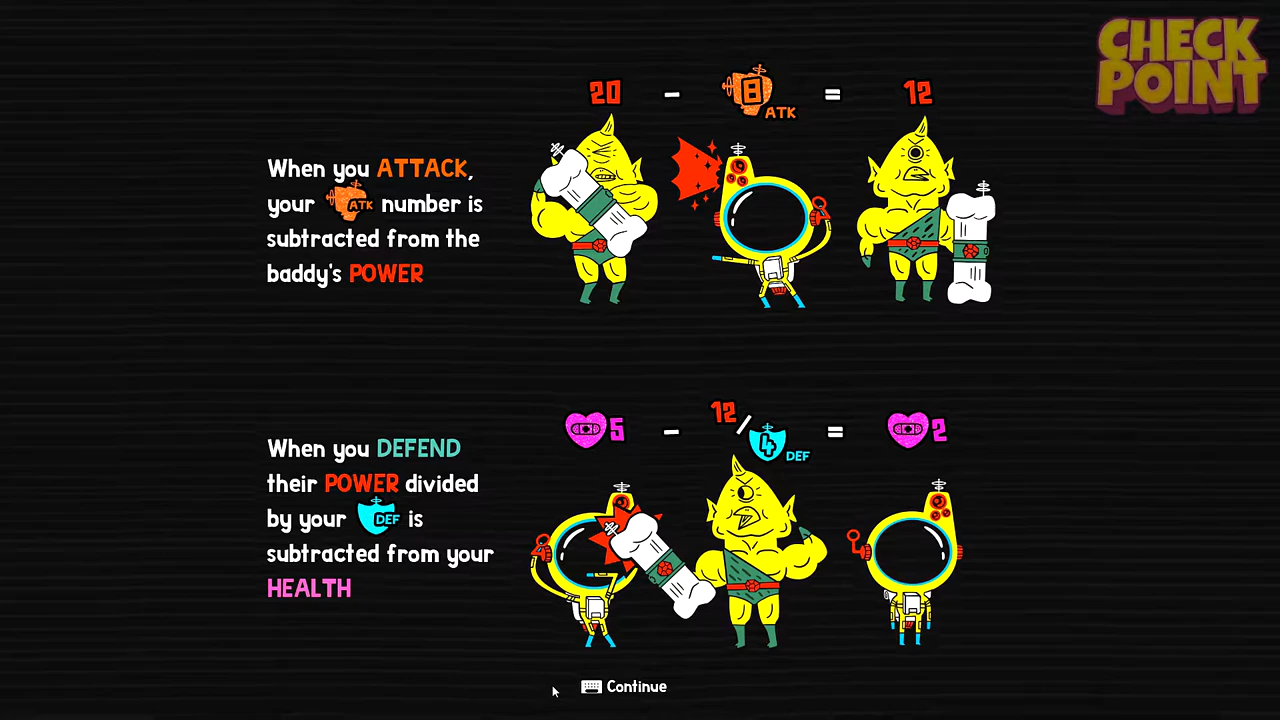 CHECK
POINT
20 - 8 ATK = 12
When you ATTACK,
your ATK number is
subtracted from the
baddy's POWER
5 - 12/4 DEF = 2
When you DEFEND
their POWER divided
by your DEF is
subtracted from your
HEALTH
Continue